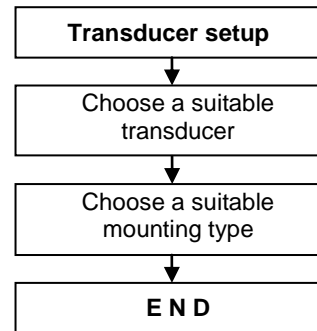 Transducer setup
Choose a suitable
transducer
Choose a suitable
mounting type
E N D